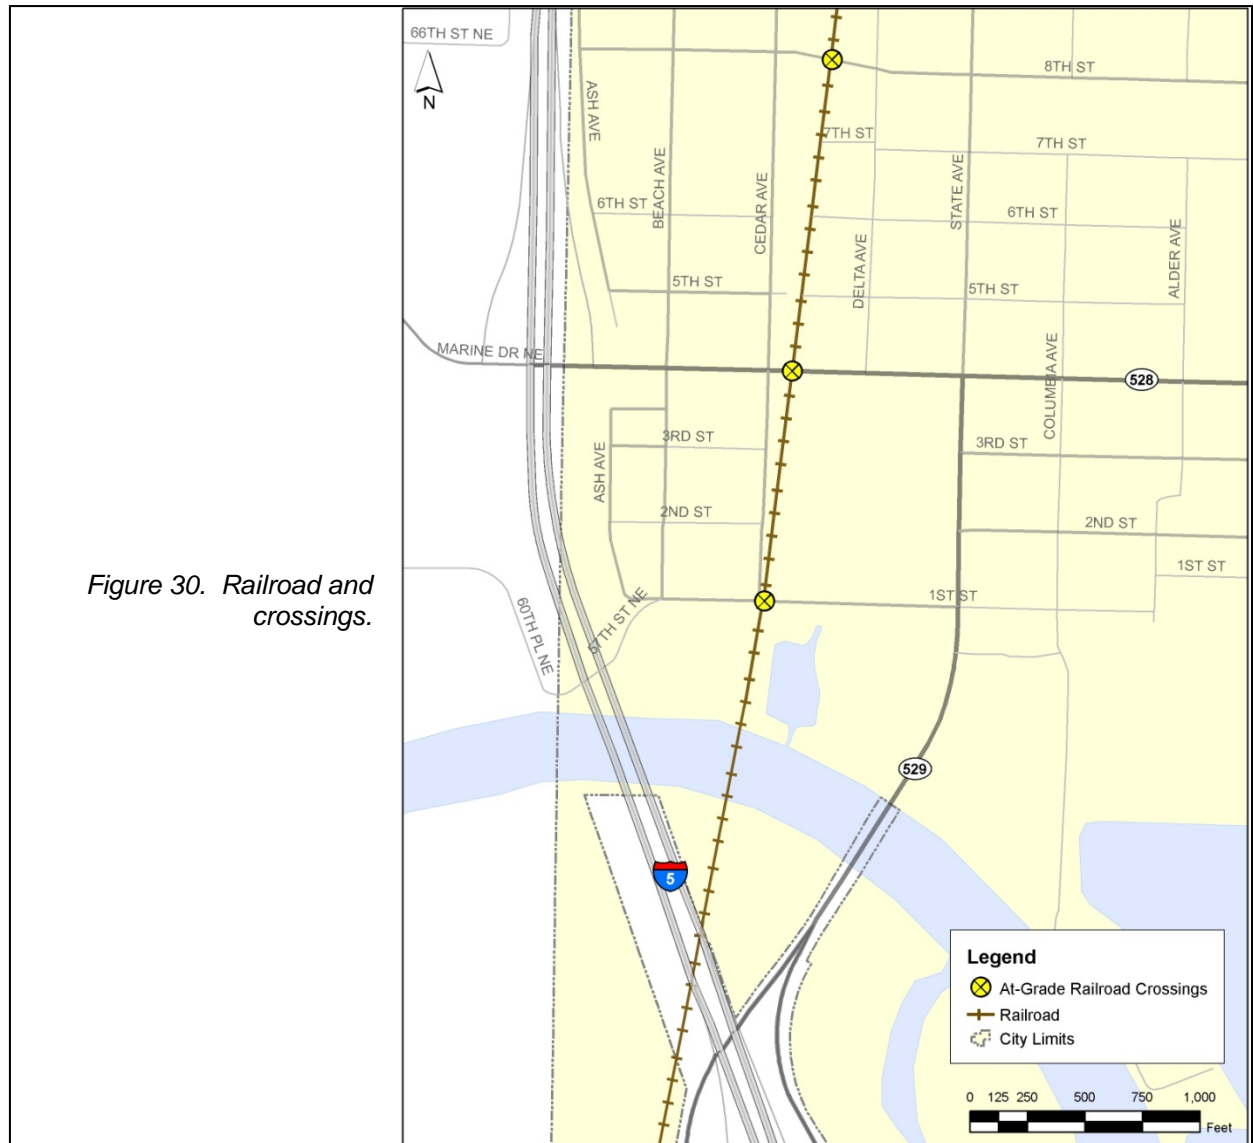 66TH ST NE
N
8TH ST
ASH AVE
7TH ST
7TH ST
BEACH AVE
CEDAR AVE
STATE AVE
6TH ST
6TH ST
DELTA AVE
ALDER AVE
5TH ST
5TH ST
MARINE DR NE
COLUMBIA AVE
528
3RD ST
3RD ST
ASH AVE
2ND ST
2ND ST
1ST ST
Figure 30. Railroad and
crossings.
60TH PL NE
57TH ST NE
1ST ST
529
5
Legend
At-Grade Railroad Crossings
Railroad
City Limits
0 125 250 500 750 1,000
Feet